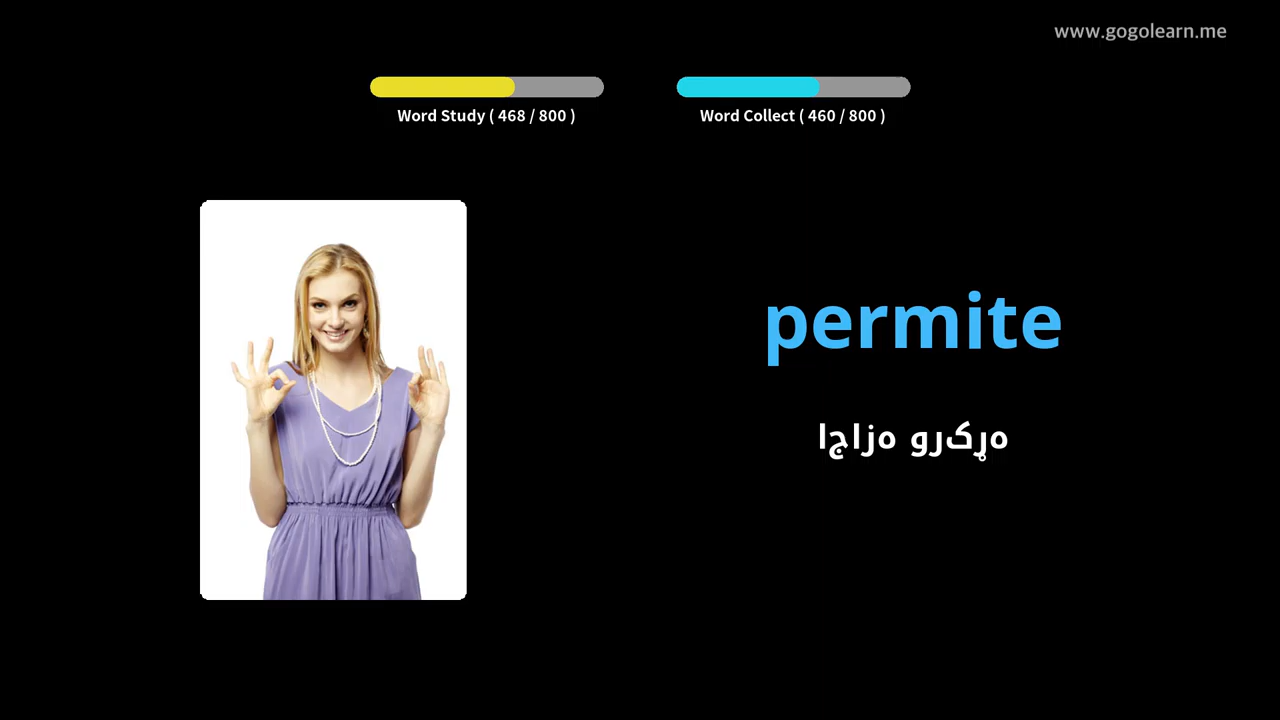 www.gogolearn.me
Word Study ( 468 / 800 )
Word Collect ( 460 / 800 )
permite
اجازه ورکړه